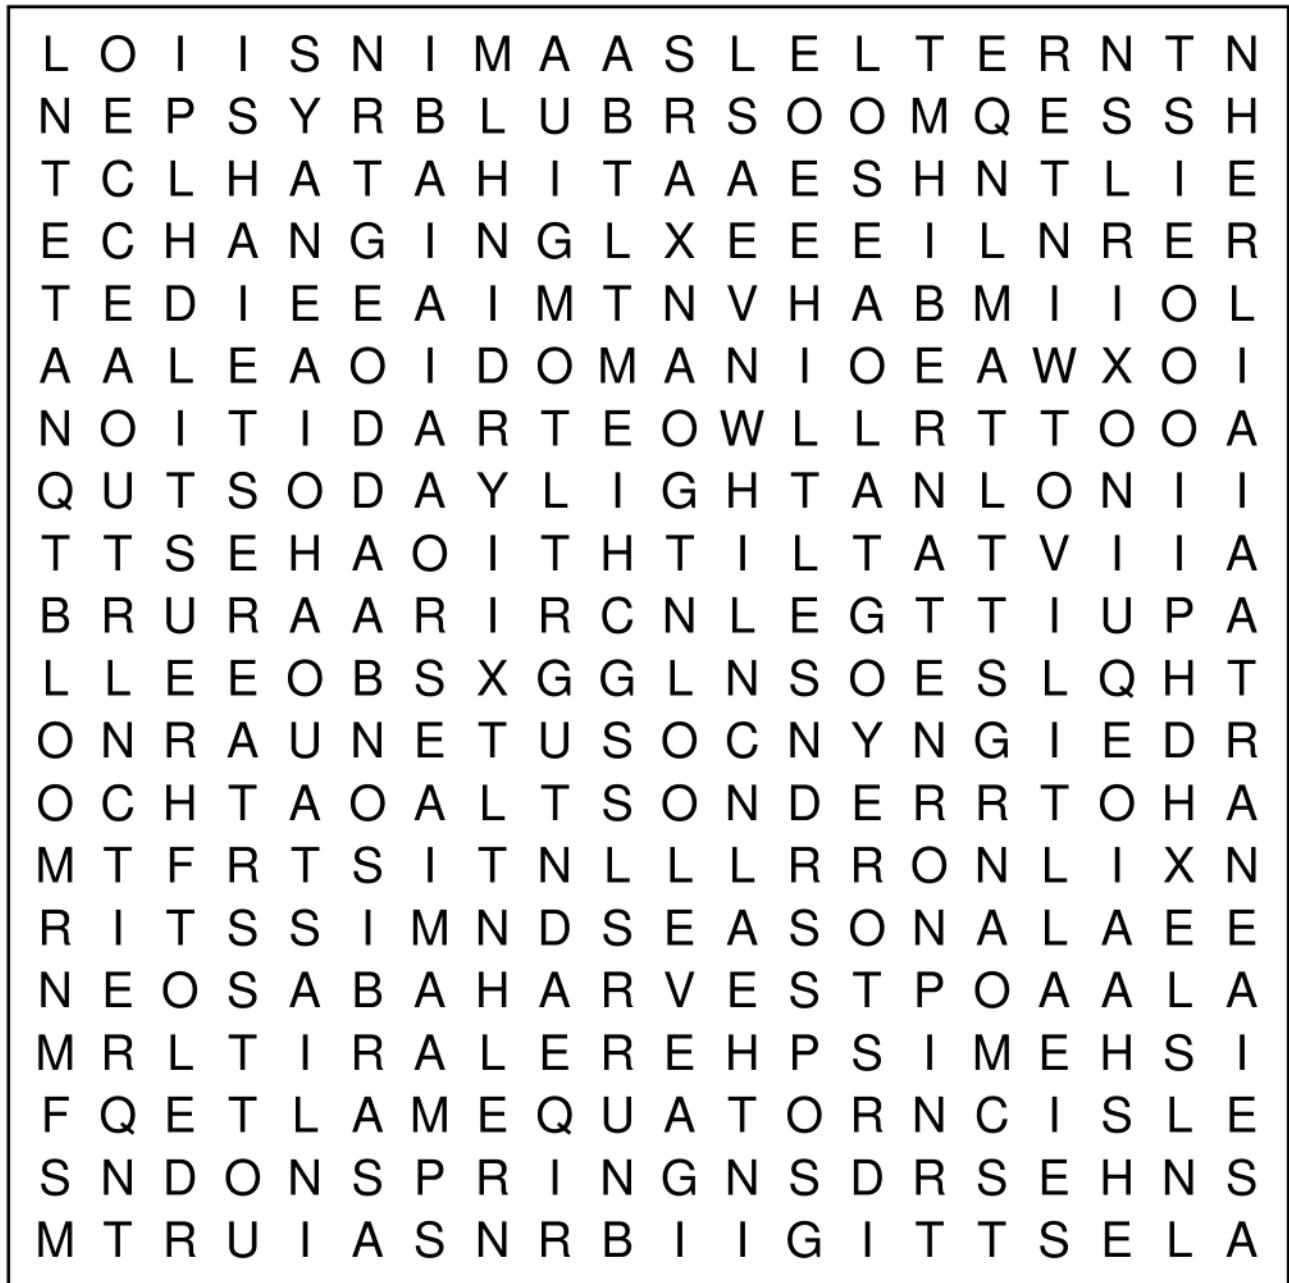 L O I I S N I M A A S L E L T E R N T N
N E P S Y R B L U B R S O O M Q E S S H
T C L H A T A H I T A A E S H N T L I E
E C H A N G I N G L X E E E I L N R E R
T E D I E E A I M T N V H A B M I I O L
A A L E A O I D O M A N I O E A W X O I
N O I T I D A R T E O W L L R T T O O A
Q U T S O D A Y L I G H T A N L O N I I
T T S E H A O I T H T I L T A T V I I A
B R U R A A R I R C N L E G T T I U P A
L L E E O B S X G G L N S O E S L Q H T
O N R A U N E T U S O C N Y N G I E D R
O C H T A O A L T S O N D E R R T O H A
M T F R T S I T N L L L R R O N L I X N
R I T S S I M N D S E A S O N A L A E E
N E O S A B A H A R V E S T P O A A L A
M R L T I R A L E R E H P S I M E H S I
F Q E T L A M E Q U A T O R N C I S L E
S N D O N S P R I N G N S D R S E H N S
M T R U I A S N R B I I G I T T S E L A